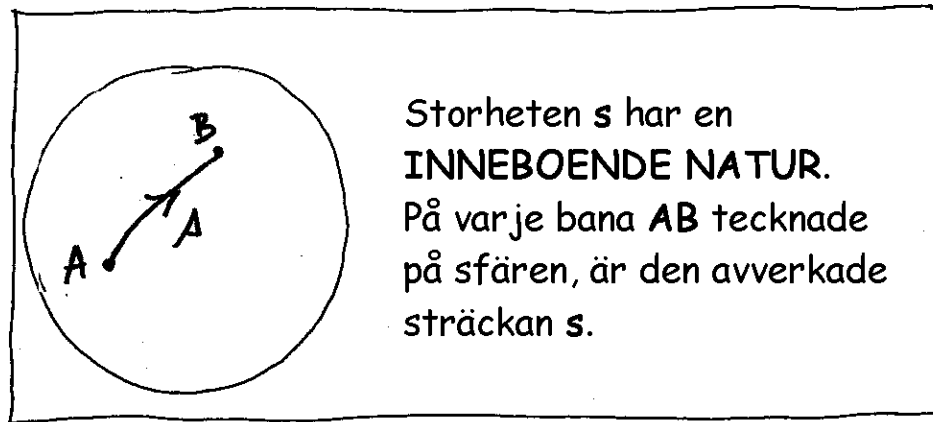 B
A
s
Storheten s har en
INNEBOENDE NATUR.
På varje bana AB tecknade
på sfären, är den avverkade
sträckan s.